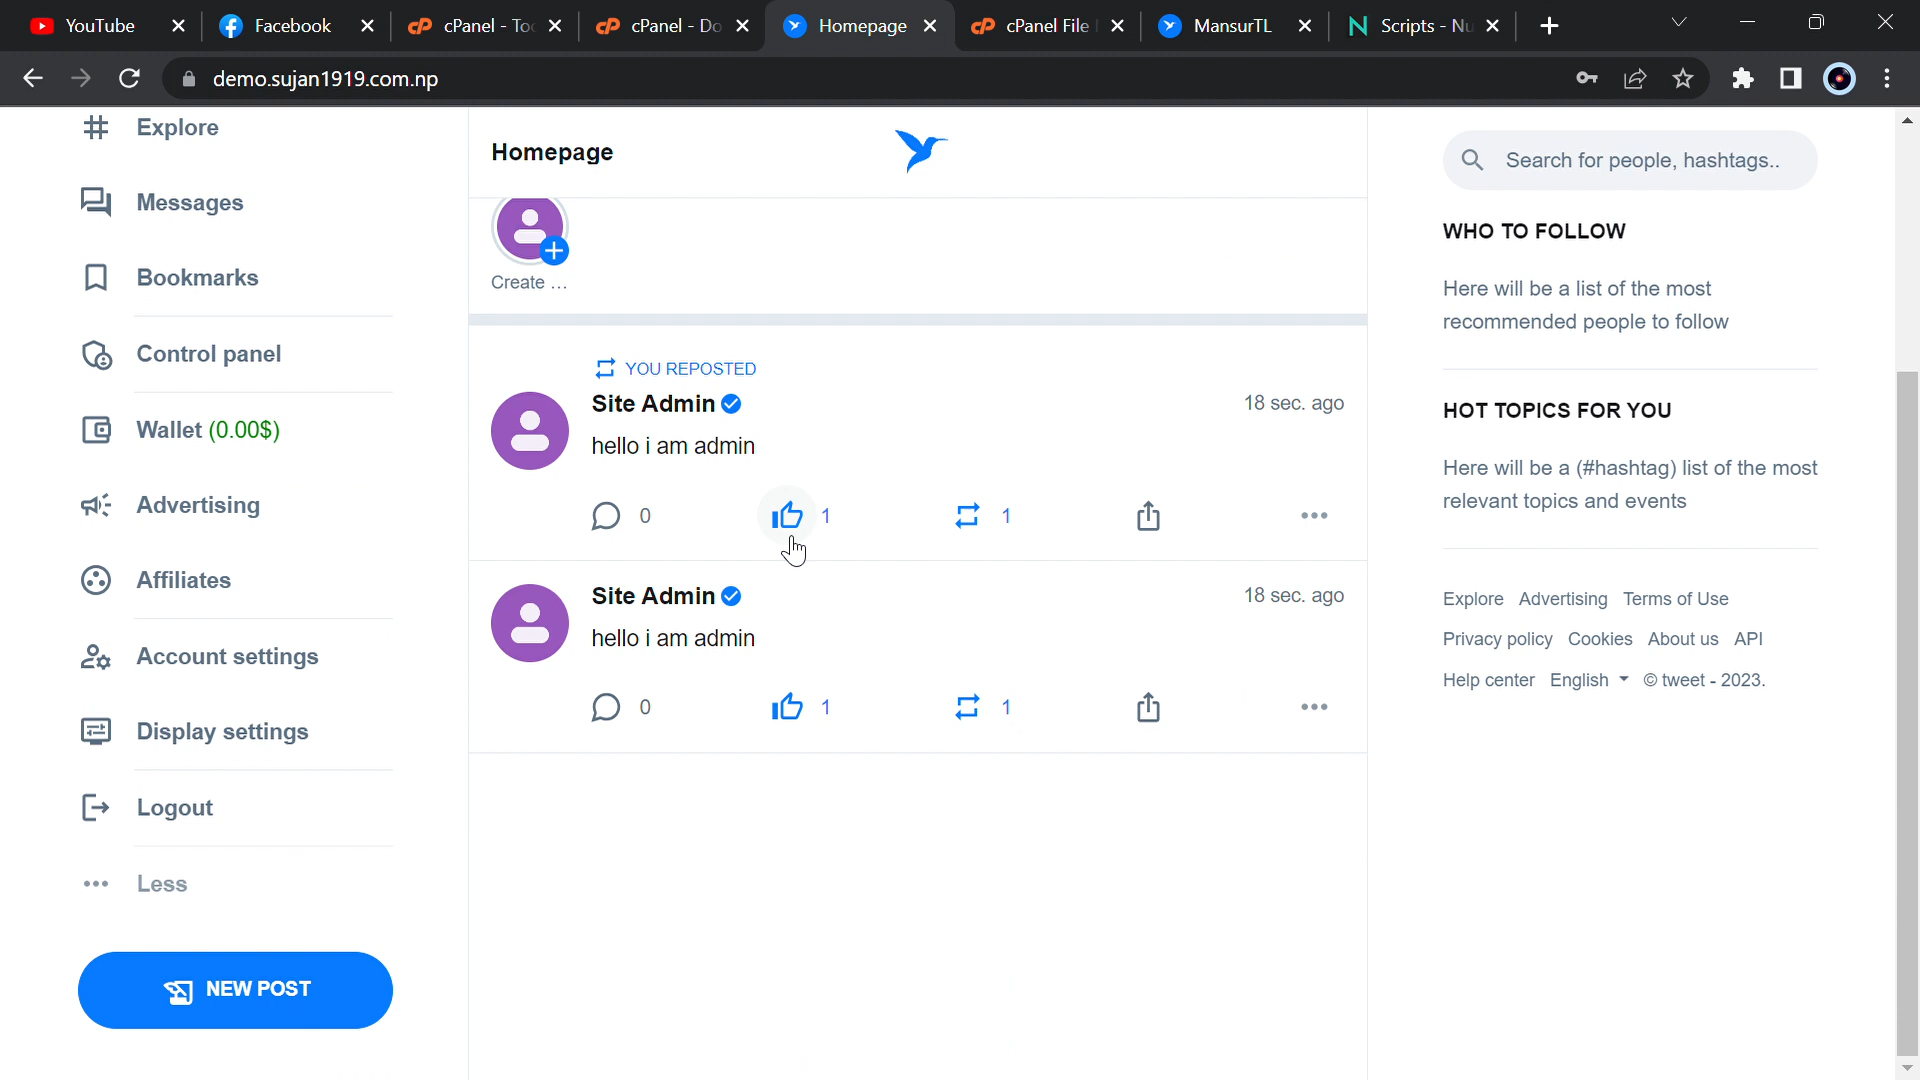 YouTube
Facebook
cPanel - To
cPanel - Do
Homepage
cPanel File
MansurTL
Scripts - Nu
demo.sujan1919.com.np
Explore
Messages
Bookmarks
Control panel
Wallet (0.00$)
Advertising
Affiliates
Account settings
Display settings
Logout
Less
NEW POST
Homepage
Create ...
YOU REPOSTED
Site Admin
18 sec. ago
hello i am admin
0 1 1
Site Admin
18 sec. ago
hello i am admin
0 1 1
Search for people, hashtags..
WHO TO FOLLOW
Here will be a list of the most
recommended people to follow
HOT TOPICS FOR YOU
Here will be a (#hashtag) list of the most
relevant topics and events
Explore Advertising Terms of Use
Privacy policy Cookies About us API
Help center English © tweet - 2023.